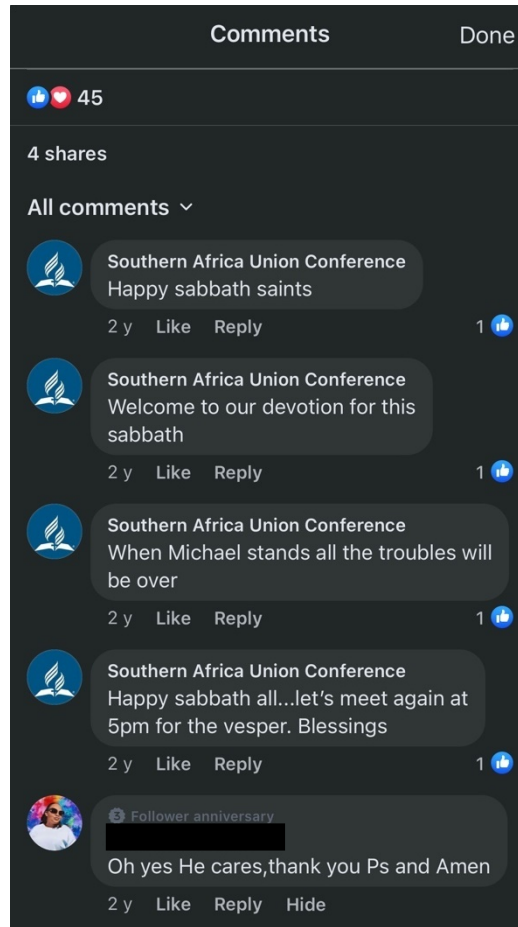 Comments Done
45
4 shares
All comments
Southern Africa Union Conference
Happy sabbath saints
2 y Like Reply 1
Southern Africa Union Conference
Welcome to our devotion for this
sabbath
2 y Like Reply 1
Southern Africa Union Conference
When Michael stands all the troubles will
be over
2 y Like Reply 1
Southern Africa Union Conference
Happy sabbath all...let's meet again at
5pm for the vesper. Blessings
2 y Like Reply 1
3 Follower anniversary
Oh yes He cares,thank you Ps and Amen
2 y Like Reply Hide